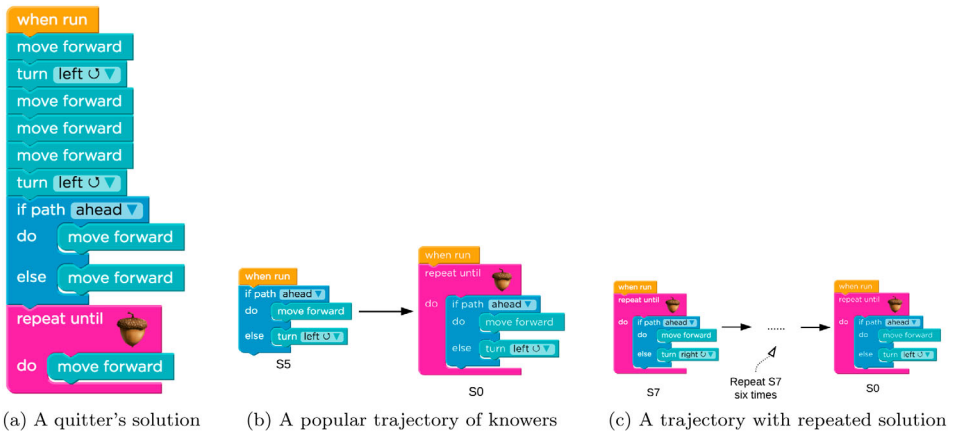 when run
move forward
turn left ↺ ▼
move forward
move forward
move forward
turn left ↺ ▼
if path ahead ▼
do move forward
else move forward
repeat until
do move forward
(a) A quitter's solution
when run
if path ahead ▼
do move forward
else turn left ↺ ▼
S5
when run
repeat until
do if path ahead ▼
do move forward
else turn left ↺ ▼
S0
(b) A popular trajectory of knowers
when run
repeat until
do if path ahead ▼
do move forward
else turn right ↻ ▼
S7
......
Repeat S7
six times
when run
repeat until
do if path ahead ▼
do move forward
else turn left ↺ ▼
S0
(c) A trajectory with repeated solution